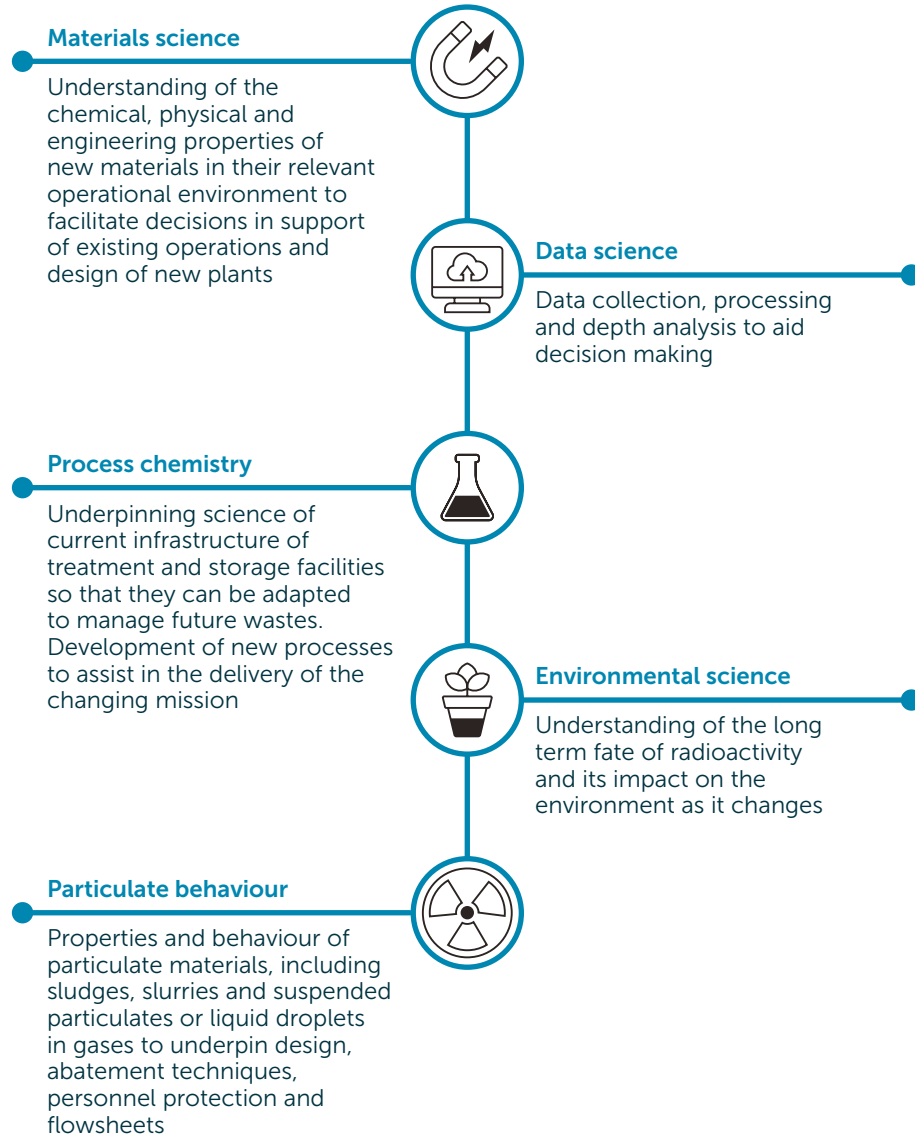 Materials science
Understanding of the
chemical, physical and
engineering properties of
new materials in their relevant
operational environment to
facilitate decisions in support
of existing operations and
design of new plants
Data science
Data collection, processing
and depth analysis to aid
decision making
Process chemistry
Underpinning science of
current infrastructure of
treatment and storage facilities
so that they can be adapted
to manage future wastes.
Development of new processes
to assist in the delivery of the
changing mission
Environmental science
Understanding of the long
term fate of radioactivity
and its impact on the
environment as it changes
Particulate behaviour
Properties and behaviour of
particulate materials, including
sludges, slurries and suspended
particulates or liquid droplets
in gases to underpin design,
abatement techniques,
personnel protection and
flowsheets